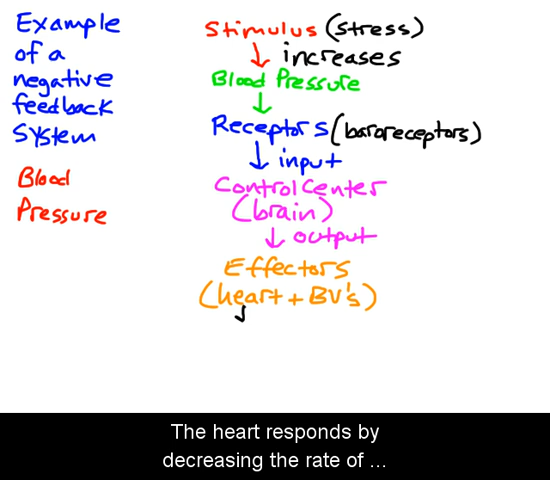 Example
of a
negative
feedback
System
Blood
Pressure
Stimulus (stress)
↓ increases
Blood Pressure
↓
Receptors (baroreceptors)
↓ input
Control Center
(brain)
↓ output
Effectors
(heart + BV's)
The heart responds by
decreasing the rate of ...